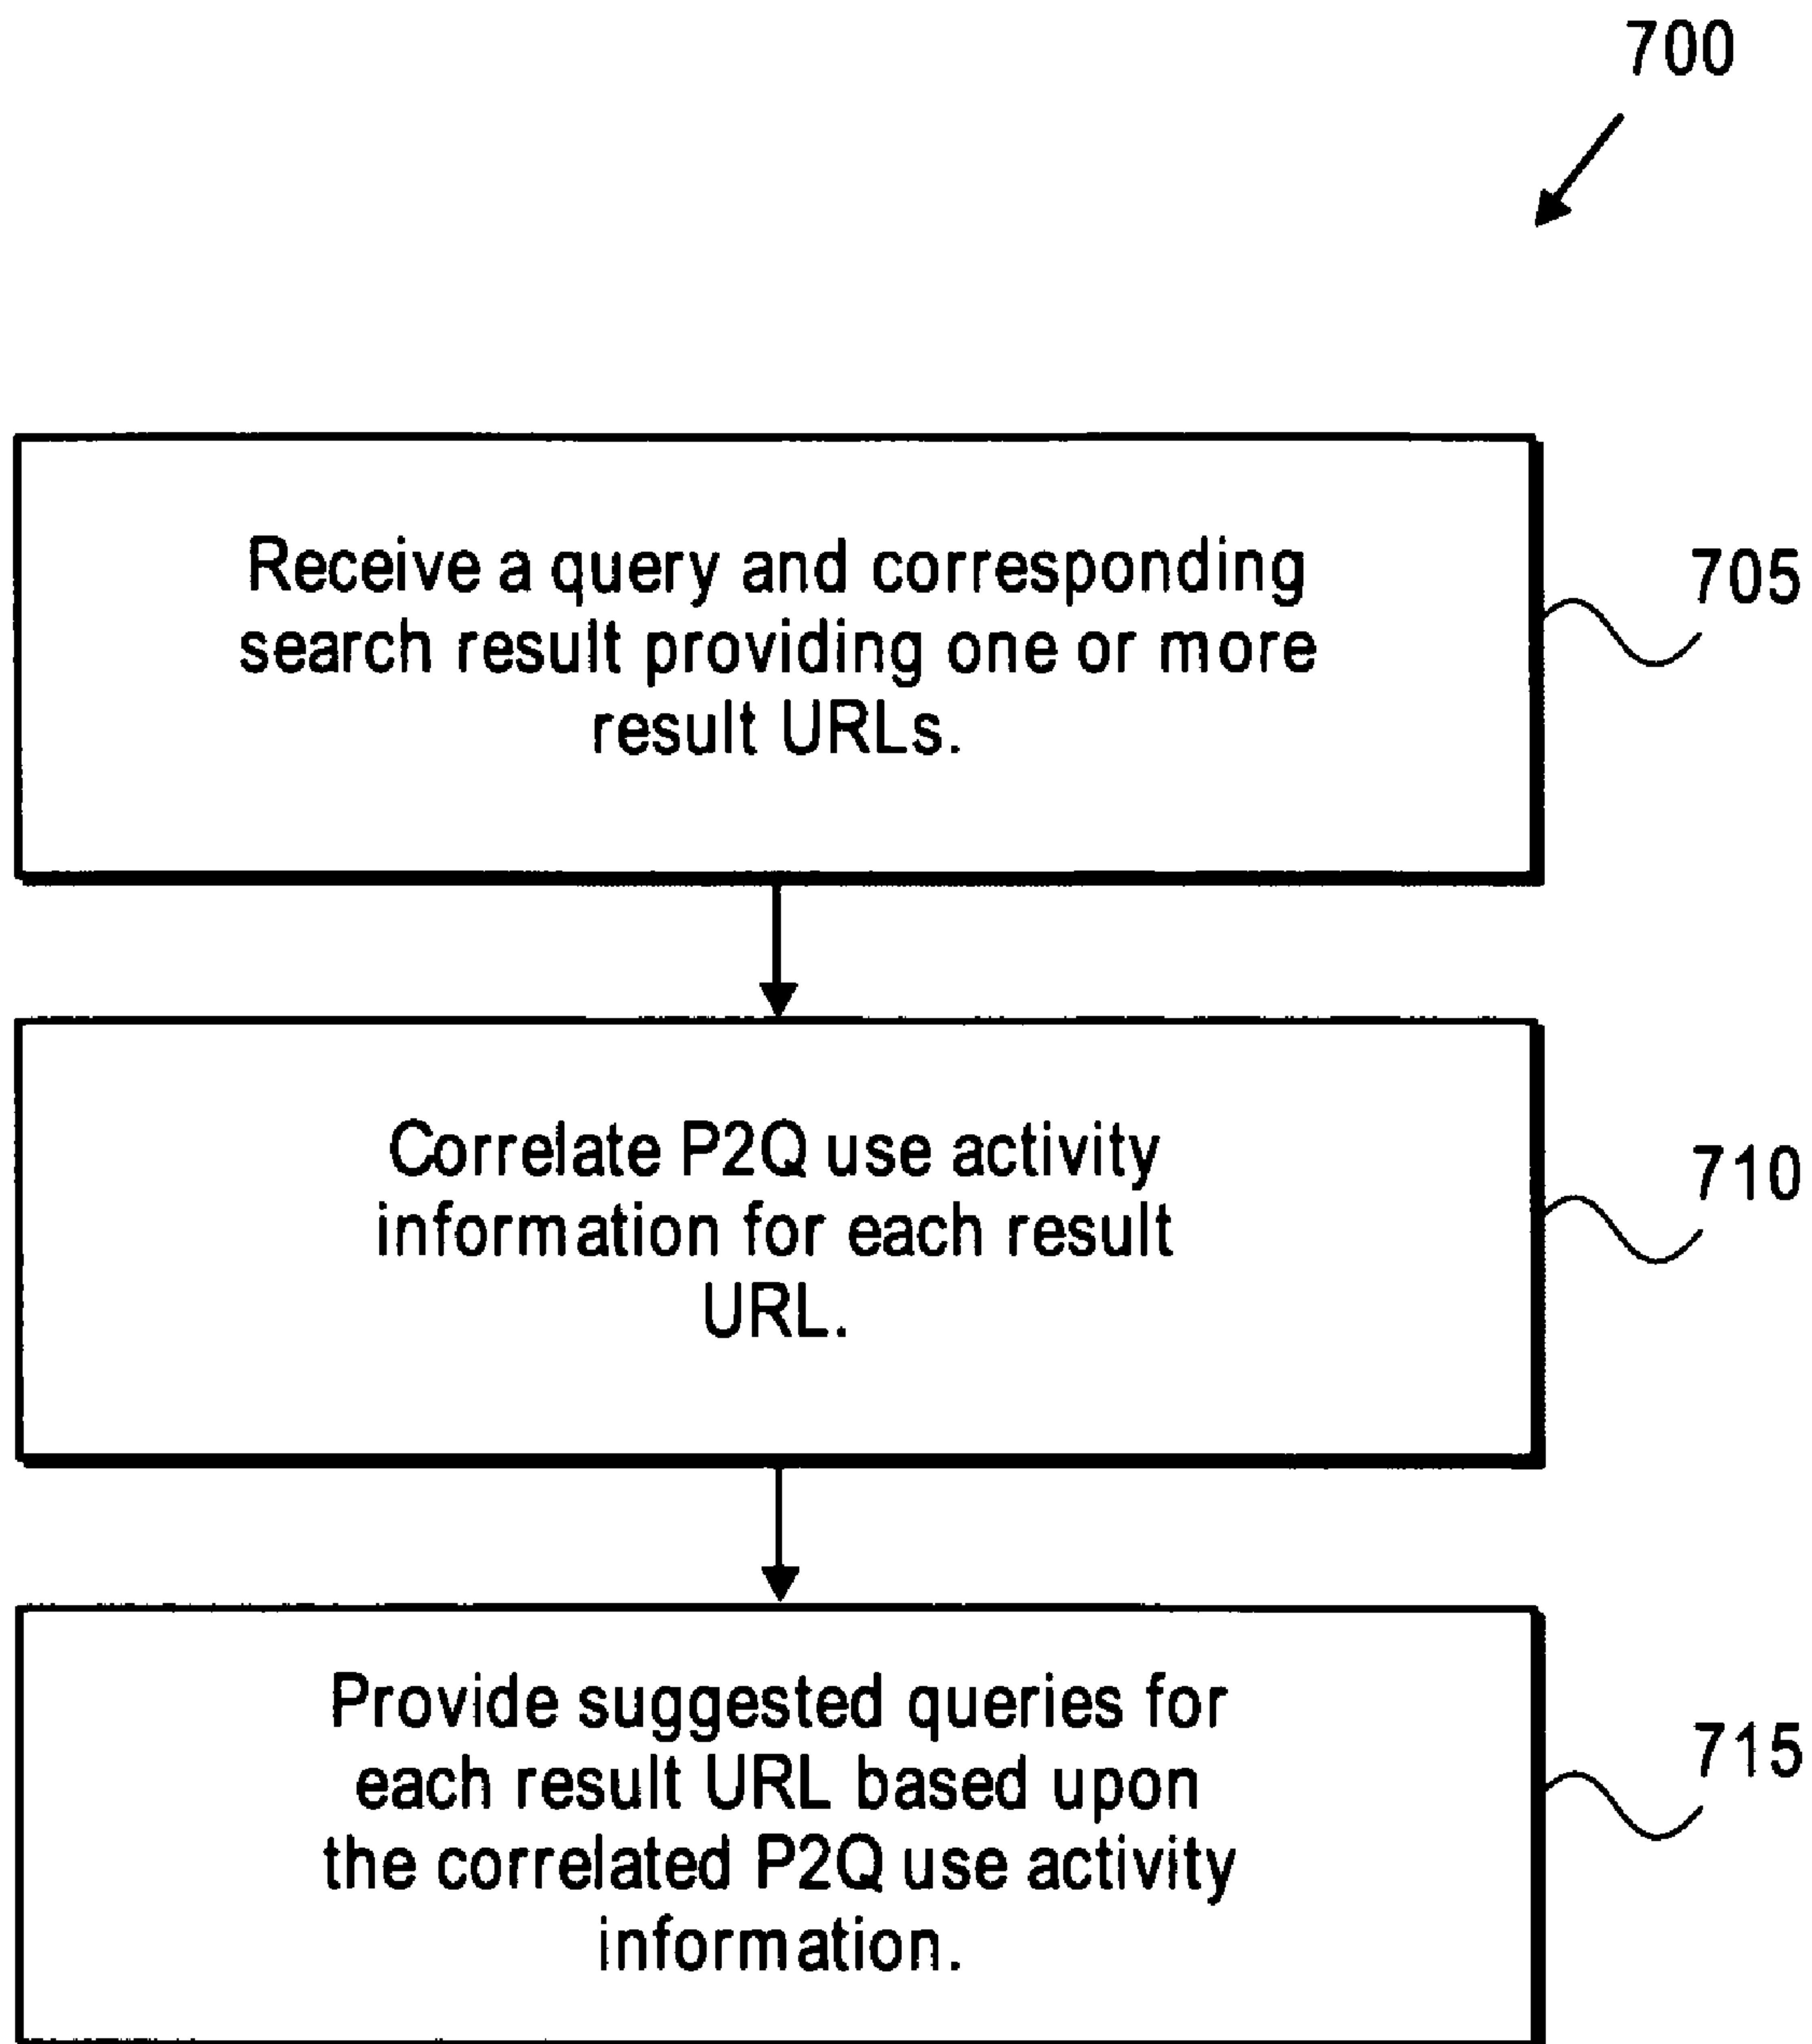 700
Receive a query and corresponding
search result providing one or more
result URLs.
705
Correlate P2Q use activity
information for each result
URL.
710
Provide suggested queries for
each result URL based upon
the correlated P2Q use activity
information.
715